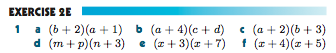 EXERCISE 2E
1 a (b + 2)(a + 1) b (a + 4)(c + d) c (a + 2)(b + 3)
d (m + p)(n + 3) e (x + 3)(x + 7) f (x + 4)(x + 5